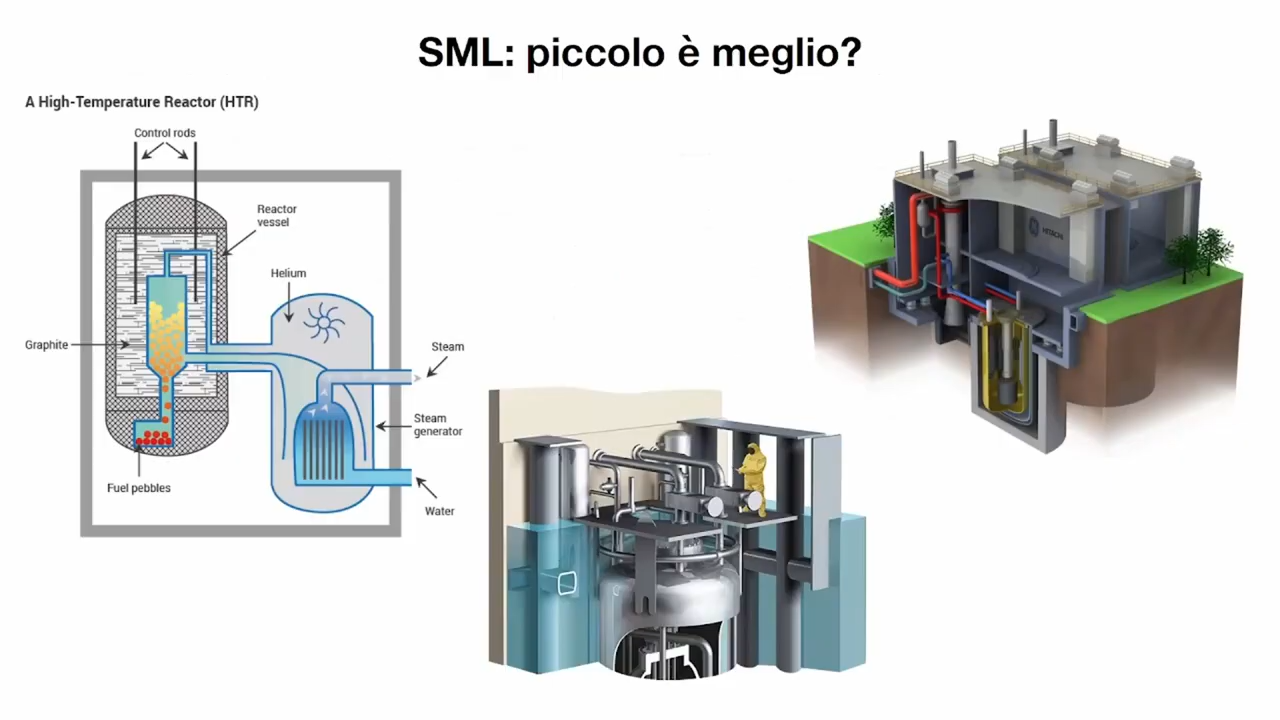 SML: piccolo è meglio?
A High-Temperature Reactor (HTR)
Control rods
Reactor
vessel
Helium
Graphite
Steam
Steam
generator
Fuel pebbles
Water
HITACHI